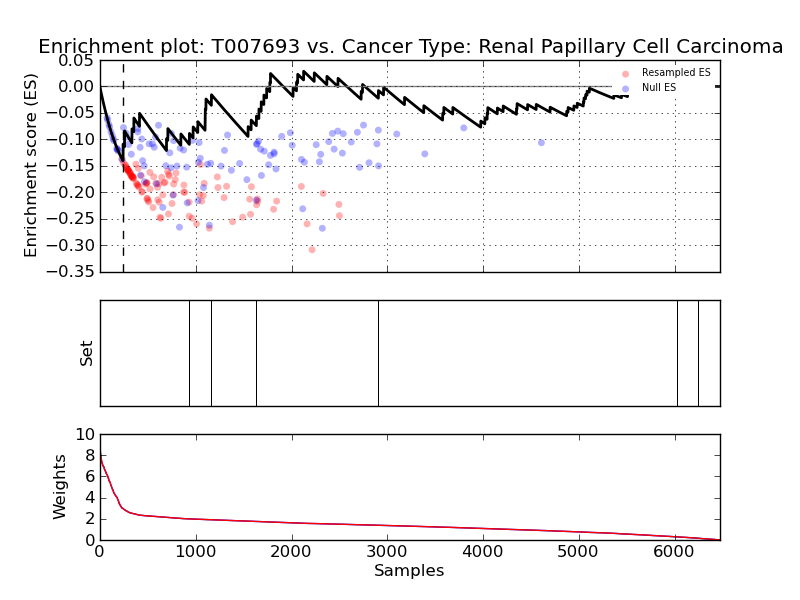 Enrichment plot: T007693 vs. Cancer Type: Renal Papillary Cell Carcinoma
Enrichment score (ES)
0.05
0.00
−0.05
−0.10
−0.15
−0.20
−0.25
−0.30
−0.35
Resampled ES
Null ES
Set
Weights
10
8
6
4
2
0
0 1000 2000 3000 4000 5000 6000
Samples